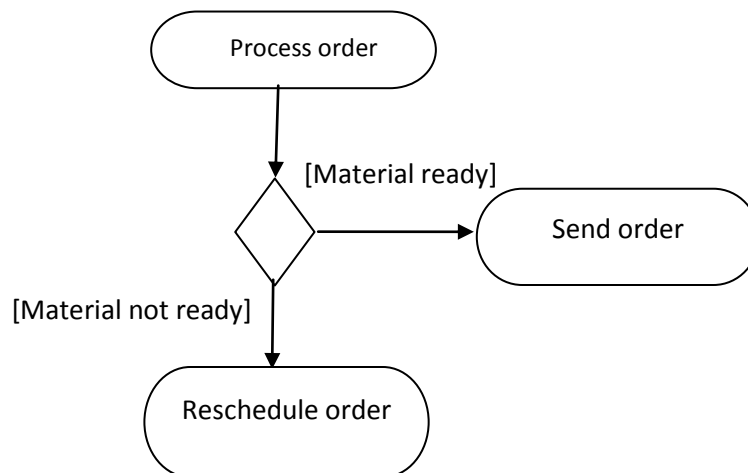 Process order
[Material ready]
Send order
[Material not ready]
Reschedule order